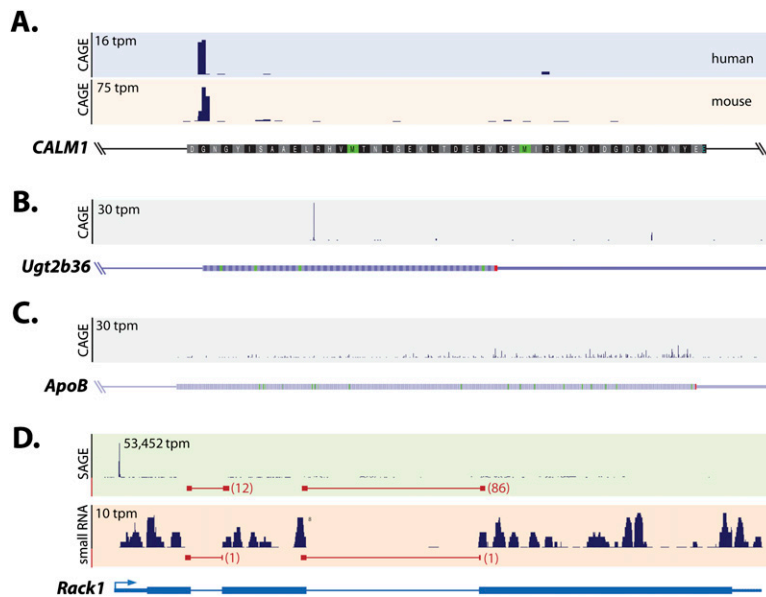 A.
CAGE
16 tpm
human
CAGE
75 tpm
mouse
CALM1
DGNGYISAAELRHVMTNLGEKLTDEEVDEMIREADIDGDGQVNYEE
B.
CAGE
30 tpm
Ugt2b36
C.
CAGE
30 tpm
ApoB
D.
SAGE
53,452 tpm
(12)
(86)
small RNA
10 tpm
(1)
(1)
Rack1